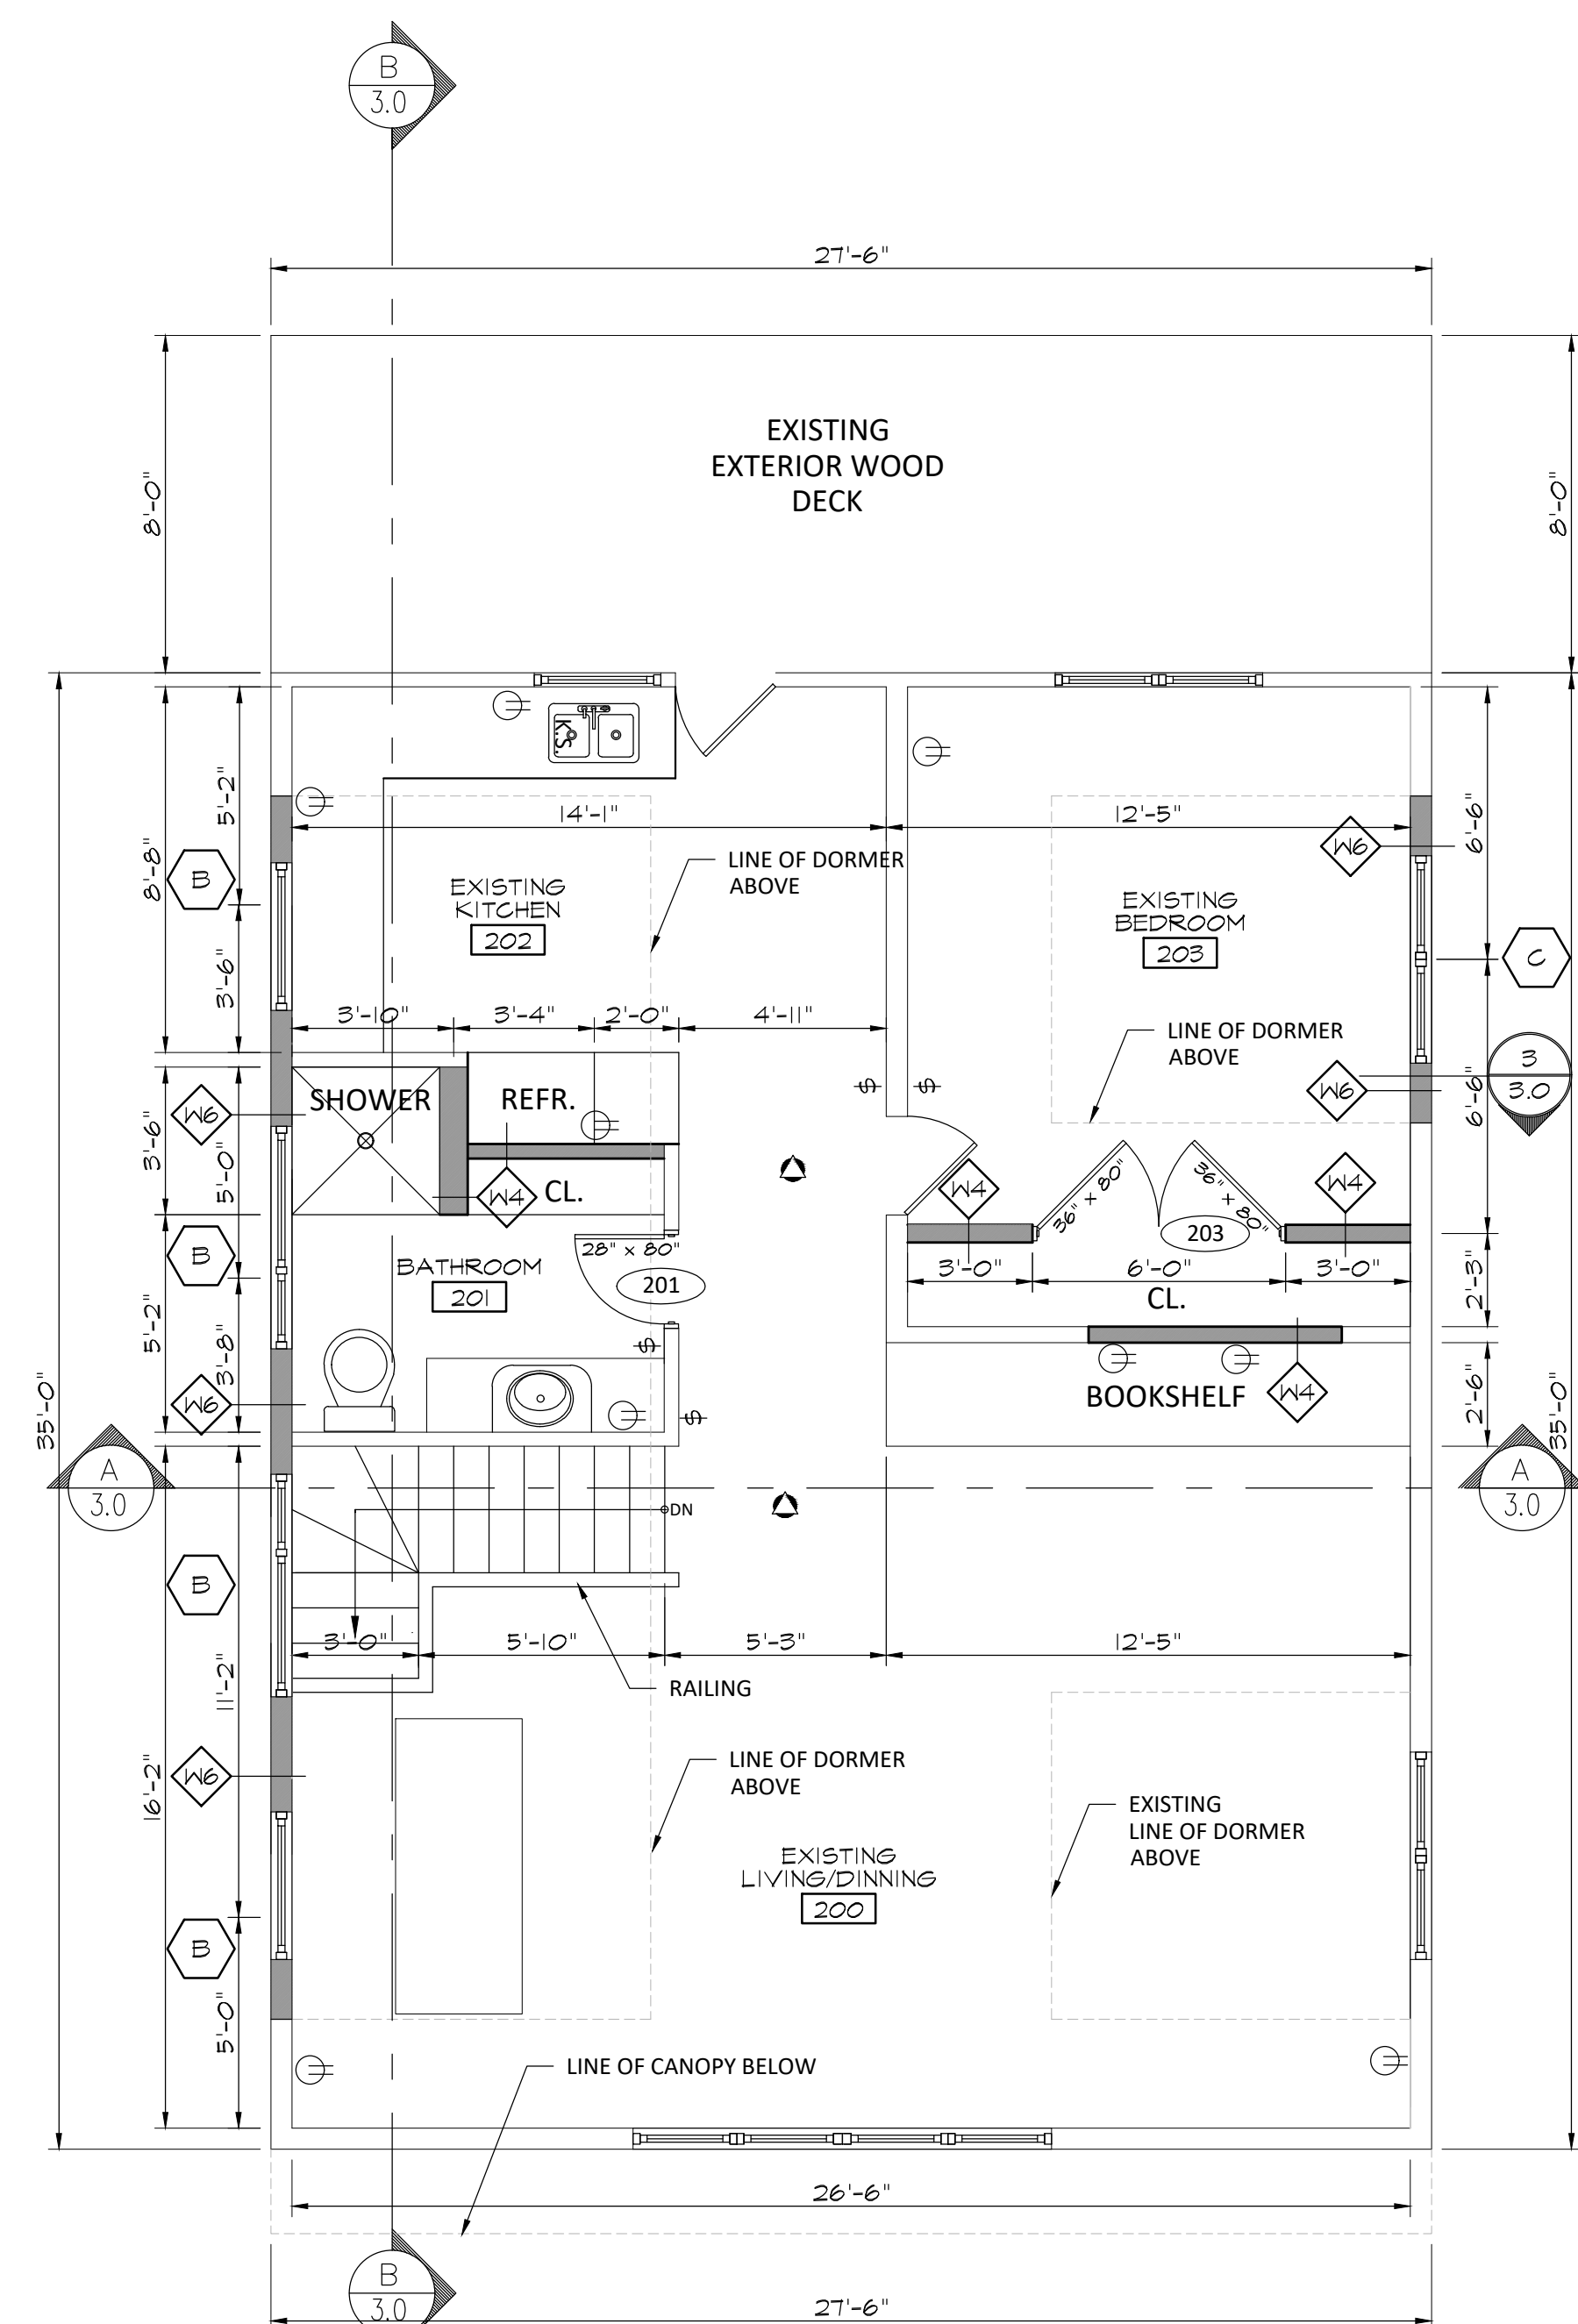 B
3.0
27'-6"
8'-0"
8'-0"
EXISTING
EXTERIOR WOOD
DECK
K.S.
5'-2"
8'-8"
B
3'-6"
14'-1"
LINE OF DORMER
ABOVE
EXISTING
KITCHEN
202
12'-5"
W6
6'-6"
EXISTING
BEDROOM
203
C
3'-10"
3'-4"
2'-0"
4'-11"
LINE OF DORMER
ABOVE
3
3.0
W6
6'-6"
$
$
W6
3'-6"
5'-0"
SHOWER
REFR.
W4
CL.
W4
36" x 80"
36" x 80"
W4
203
B
BATHROOM
201
28" x 80"
201
3'-0"
6'-0"
3'-0"
CL.
2'-3"
5'-2"
3'-8"
W6
$
$
BOOKSHELF
W4
2'-6"
35'-0"
35'-0"
A
3.0
DN
A
3.0
B
3'-0"
5'-10"
5'-3"
12'-5"
11'-2"
RAILING
16'-2"
W6
LINE OF DORMER
ABOVE
EXISTING
LINE OF DORMER
ABOVE
EXISTING
LIVING/DINNING
200
B
5'-0"
LINE OF CANOPY BELOW
26'-6"
B
3.0
27'-6"